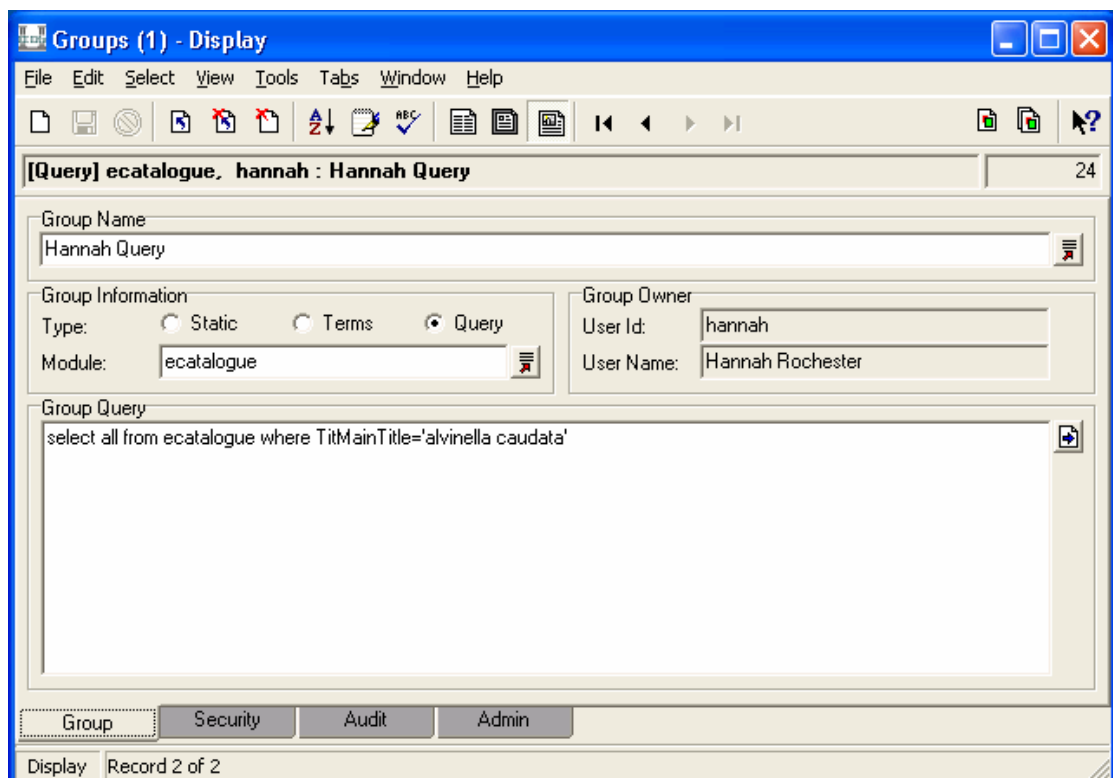 Groups (1) - Display
File Edit Select View Tools Tabs Window Help
A Z ABC
[Query] ecatalogue, hannah : Hannah Query 24
Group Name
Hannah Query
Group Information
Type: Static Terms Query
Module: ecatalogue
Group Owner
User Id: hannah
User Name: Hannah Rochester
Group Query
select all from ecatalogue where TitMainTitle='alvinella caudata'
Group Security Audit Admin
Display Record 2 of 2